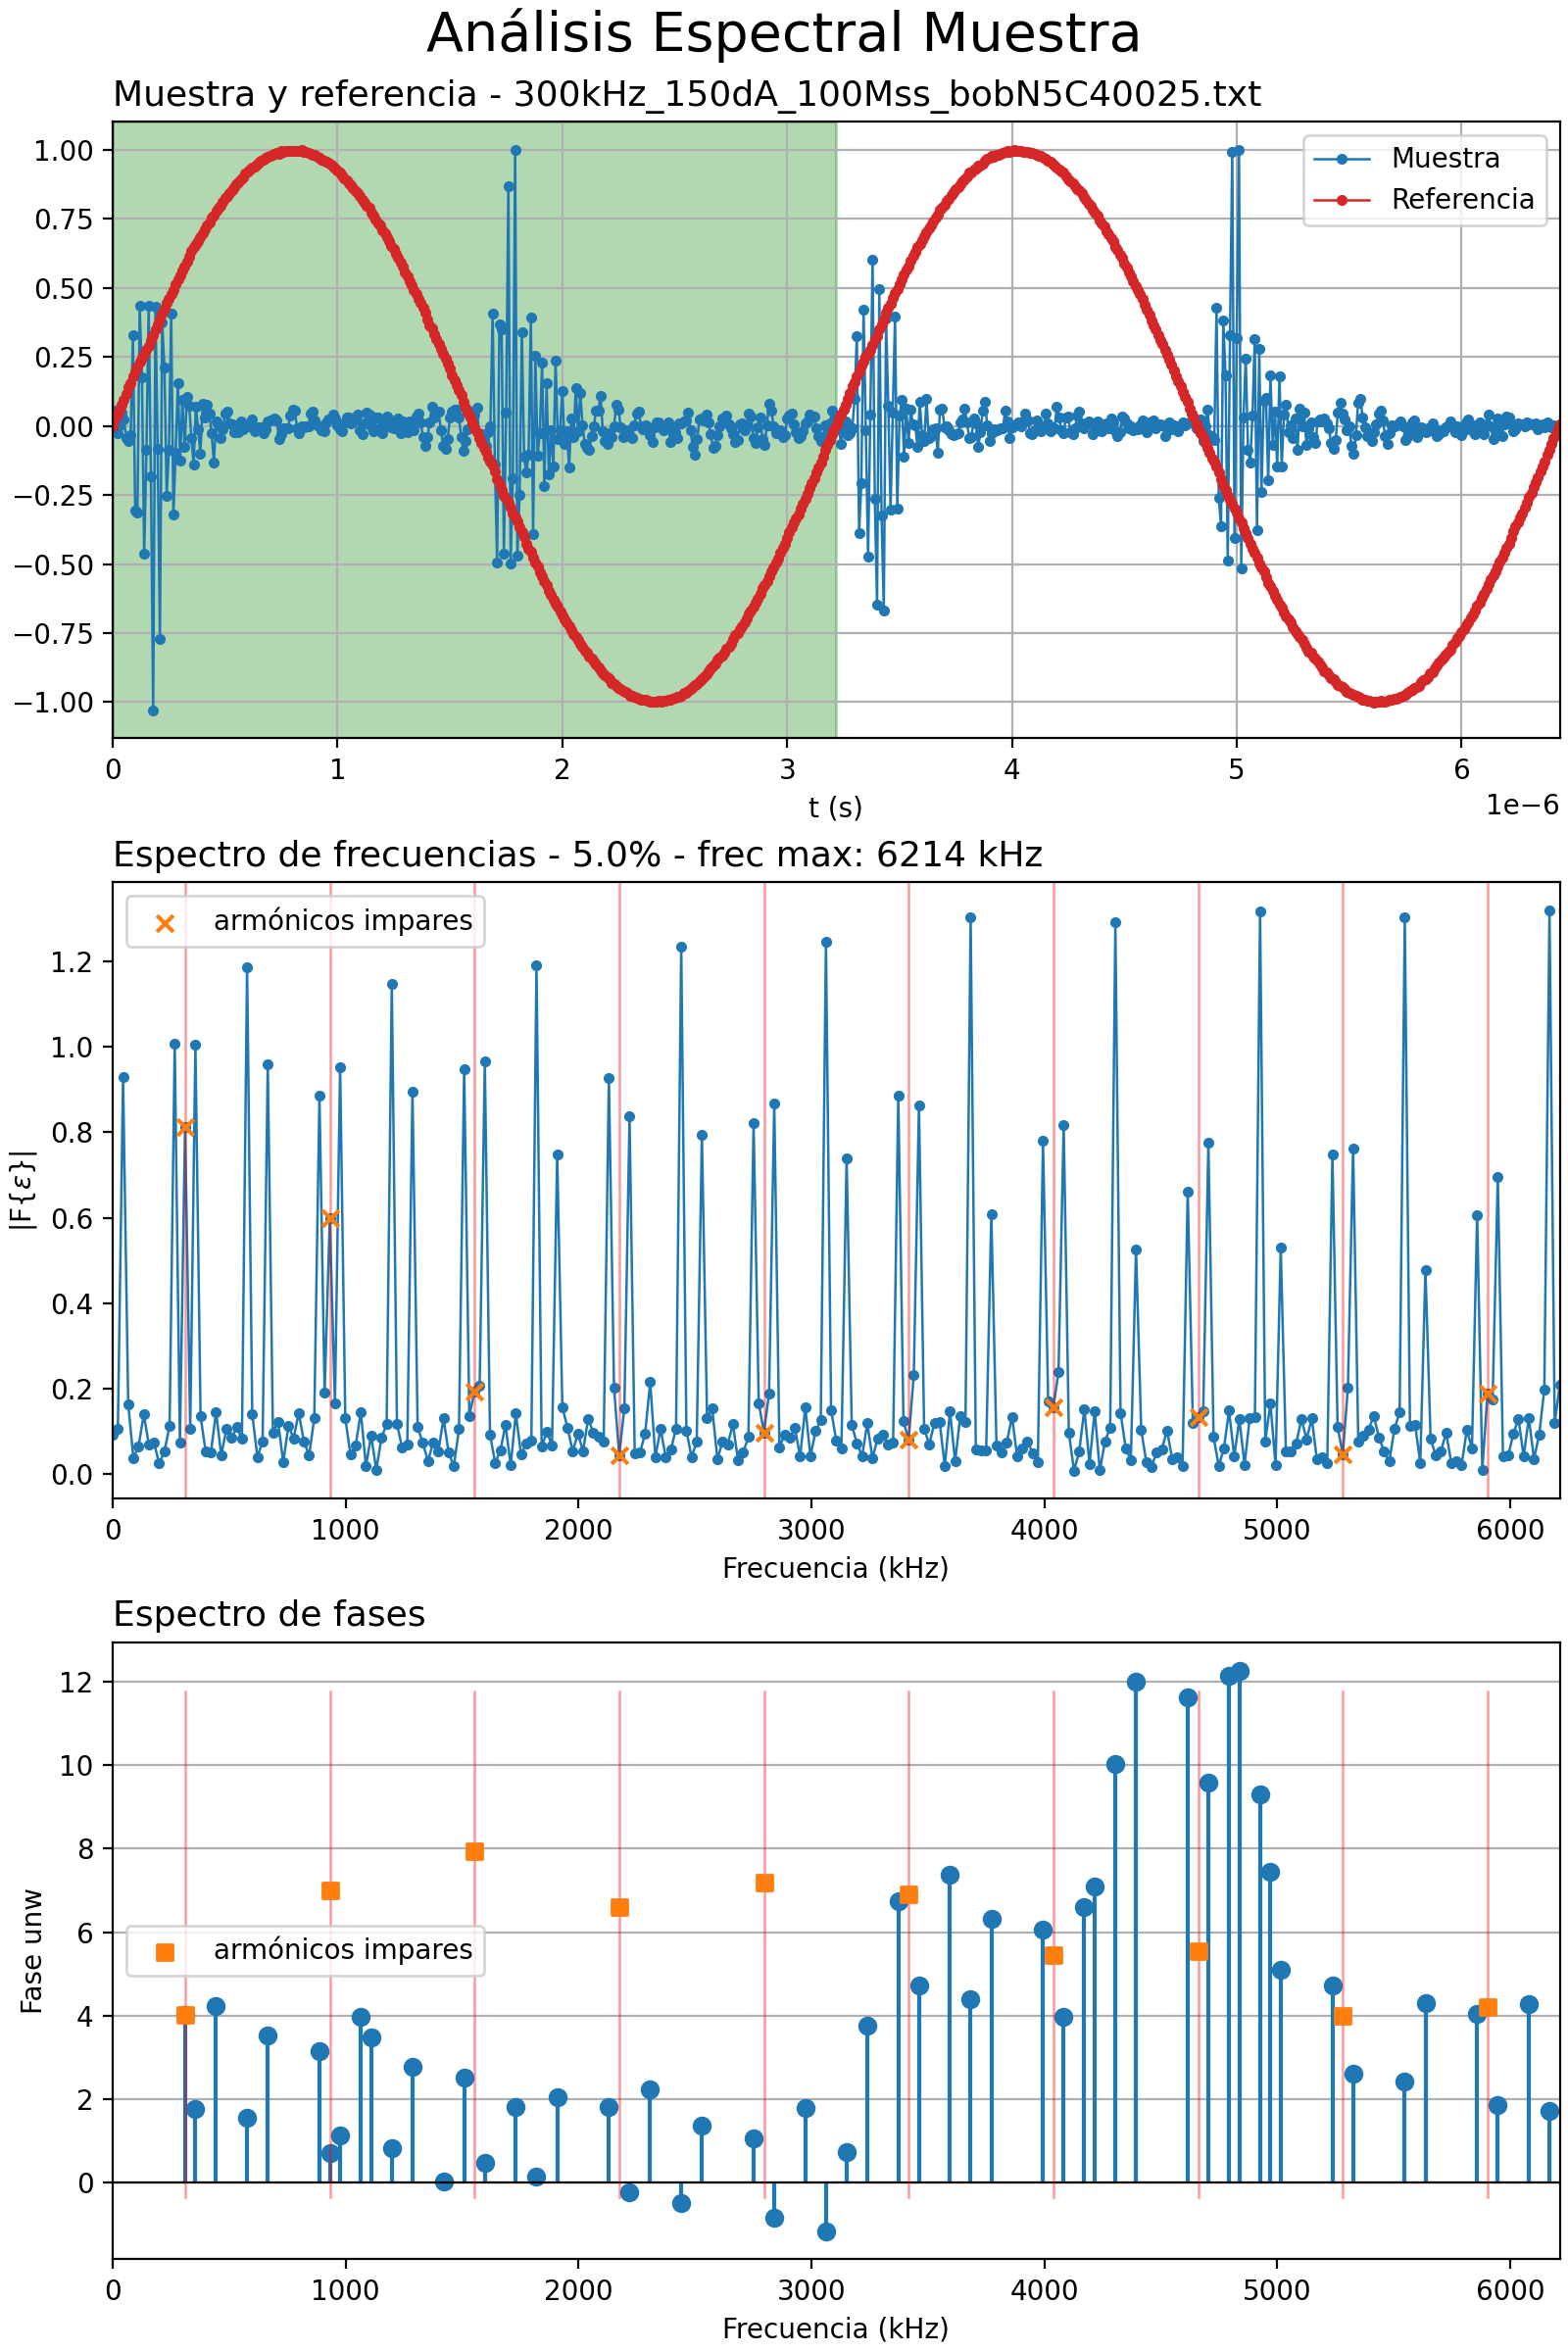 Análisis Espectral Muestra
Muestra y referencia - 300kHz_150dA_100Mss_bobN5C40025.txt
Muestra
Referencia
1.00
0.75
0.50
0.25
0.00
−0.25
−0.50
−0.75
−1.00
0 1 2 3 4 5 6
t (s)
1e−6
Espectro de frecuencias - 5.0% - frec max: 6214 kHz
armónicos impares
|F{ε}|
1.2
1.0
0.8
0.6
0.4
0.2
0.0
0 1000 2000 3000 4000 5000 6000
Frecuencia (kHz)
Espectro de fases
armónicos impares
Fase unw
12
10
8
6
4
2
0
0 1000 2000 3000 4000 5000 6000
Frecuencia (kHz)